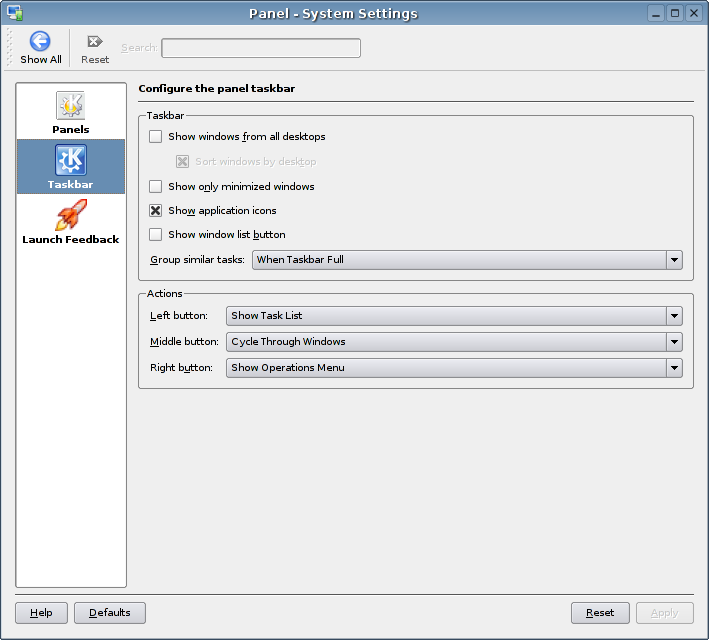 Panel - System Settings
Show All
Reset
Search:
Panels
Taskbar
Launch Feedback
Configure the panel taskbar
Taskbar
Show windows from all desktops
Sort windows by desktop
Show only minimized windows
Show application icons
Show window list button
Group similar tasks: When Taskbar Full
Actions
Left button: Show Task List
Middle button: Cycle Through Windows
Right button: Show Operations Menu
Help Defaults Reset Apply